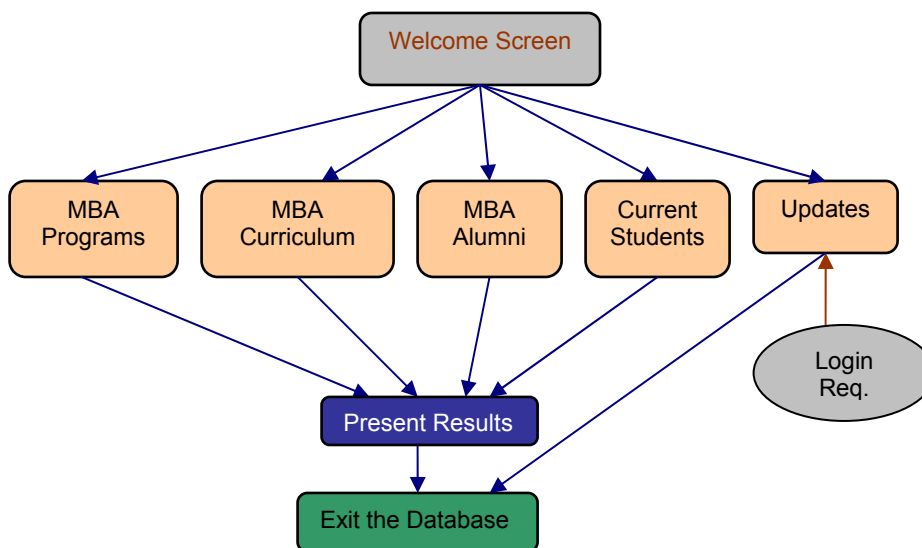 Welcome Screen
MBA
Programs
MBA
Curriculum
MBA
Alumni
Current
Students
Updates
Login
Req.
Present Results
Exit the Database